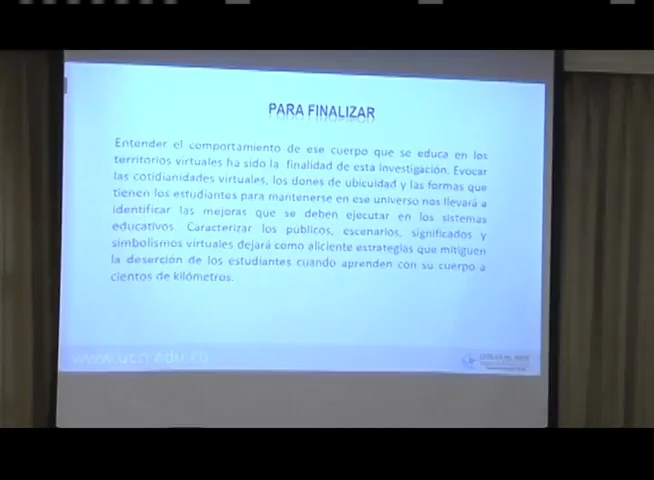 PARA FINALIZAR
Entender el comportamiento de ese cuerpo que se educa en los
territorios virtuales ha sido la finalidad de esta investigación. Evocar
las cotidianidades virtuales, los dones de ubicuidad y las formas que
tienen los estudiantes para mantenerse en ese universo nos llevará a
identificar las mejoras que se deben ejecutar en los sistemas
educativos. Caracterizar los públicos, escenarios, significados y
simbolismos virtuales dejará como aliciente estrategias que mitiguen
la deserción de los estudiantes cuando aprenden con su cuerpo a
cientos de kilómetros.
www.ucn.edu.co